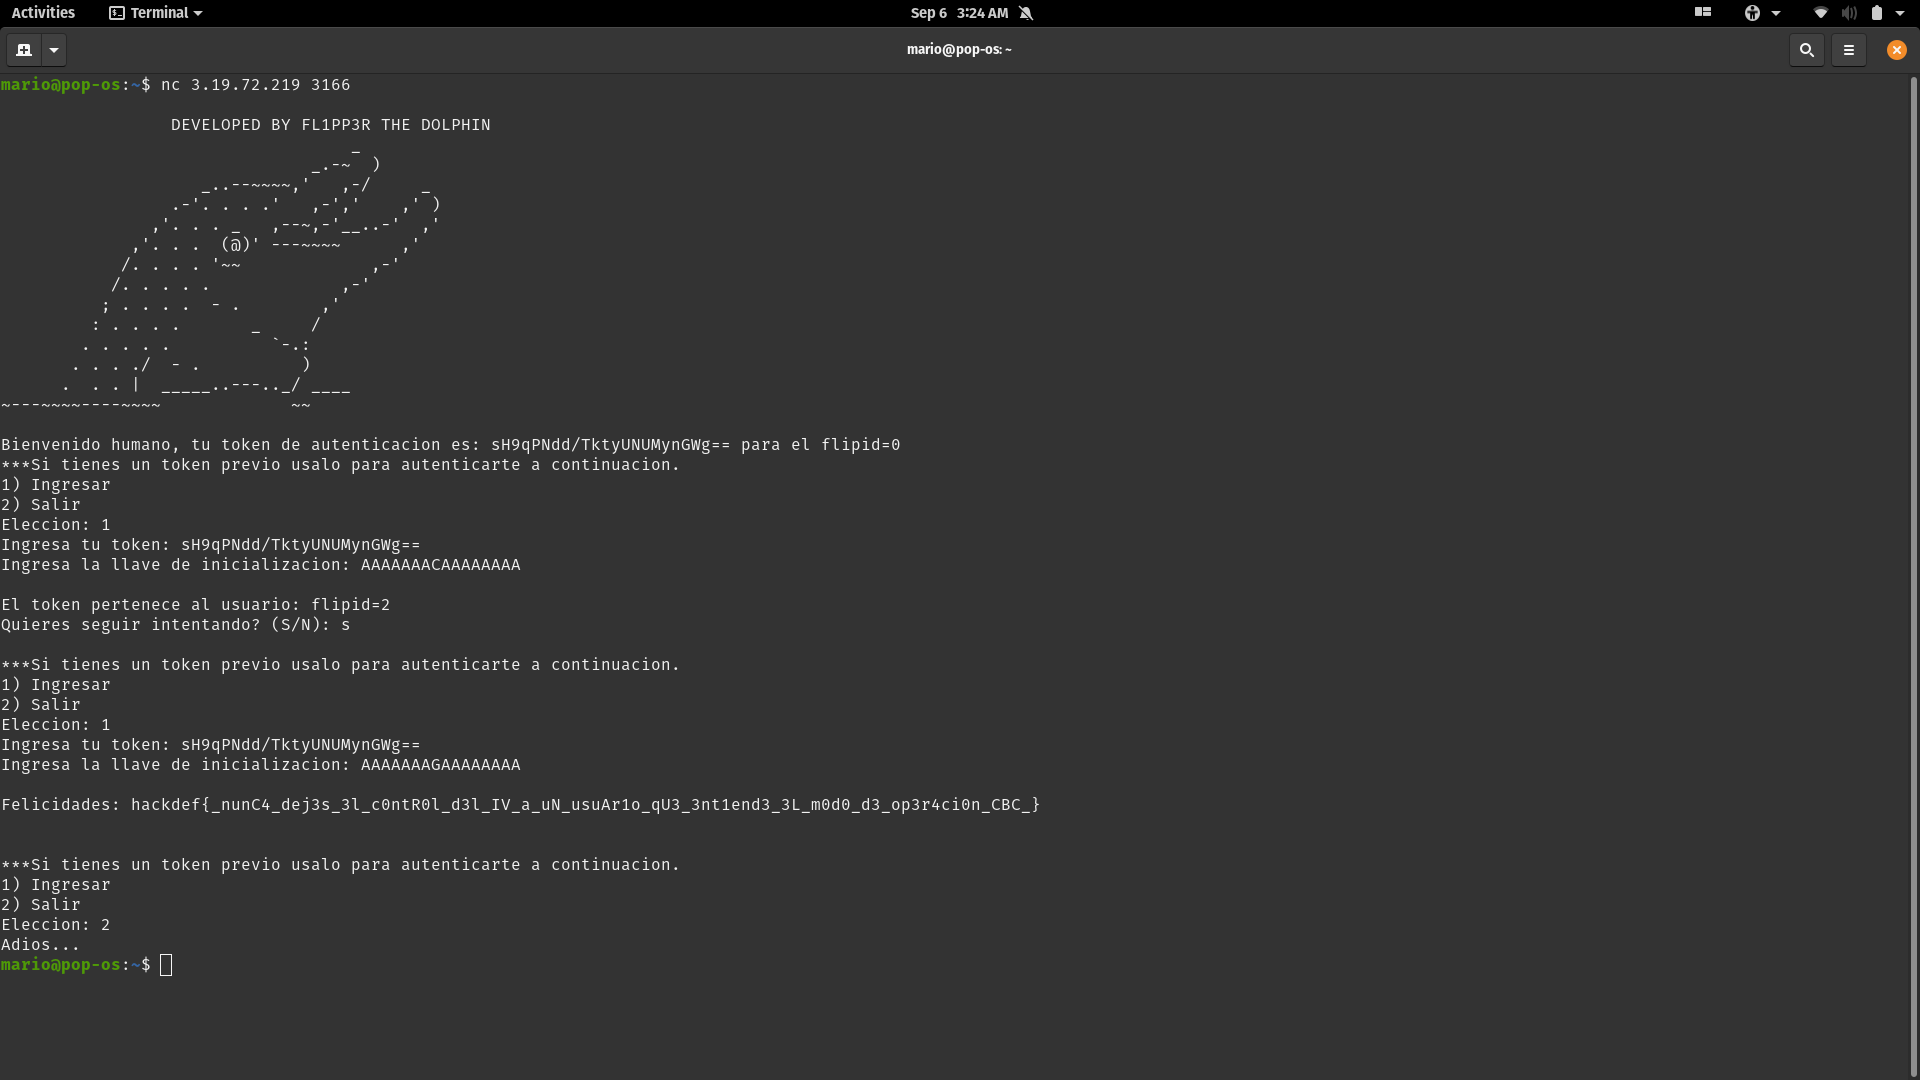 Activities Terminal Sep 6 3:24 AM
mario@pop-os: ~
mario@pop-os:~$ nc 3.19.72.219 3166
DEVELOPED BY FL1PP3R THE DOLPHIN
                                   _
                               _.-~  )
                    _..--~~~~,'   ,-/     _
                 .-'. . . .'   ,-','    ,' )
               ,'. . . _   ,--~,-'__..-'  ,'
             ,'. . .  (@)' ---~~~~      ,'
            /. . . . '~~             ,-'
           /. . . . .             ,-'
          ; . . . .  - .        ,'
         : . . . .       _     /
        . . . . .          `-.:
       . . . ./  - .          )
      .  . . |  _____..---.._/ ____
~---~~~~----~~~~             ~~
Bienvenido humano, tu token de autenticacion es: sH9qPNdd/TktyUNUMynGWg== para el flipid=0
***Si tienes un token previo usalo para autenticarte a continuacion.
1) Ingresar
2) Salir
Eleccion: 1
Ingresa tu token: sH9qPNdd/TktyUNUMynGWg==
Ingresa la llave de inicializacion: AAAAAAACAAAAAAAA
El token pertenece al usuario: flipid=2
Quieres seguir intentando? (S/N): s
***Si tienes un token previo usalo para autenticarte a continuacion.
1) Ingresar
2) Salir
Eleccion: 1
Ingresa tu token: sH9qPNdd/TktyUNUMynGWg==
Ingresa la llave de inicializacion: AAAAAAAGAAAAAAAA
Felicidades: hackdef{_nunC4_dej3s_3l_c0ntR0l_d3l_IV_a_uN_usuAr1o_qU3_3nt1end3_3L_m0d0_d3_op3r4ci0n_CBC_}
***Si tienes un token previo usalo para autenticarte a continuacion.
1) Ingresar
2) Salir
Eleccion: 2
Adios...
mario@pop-os:~$